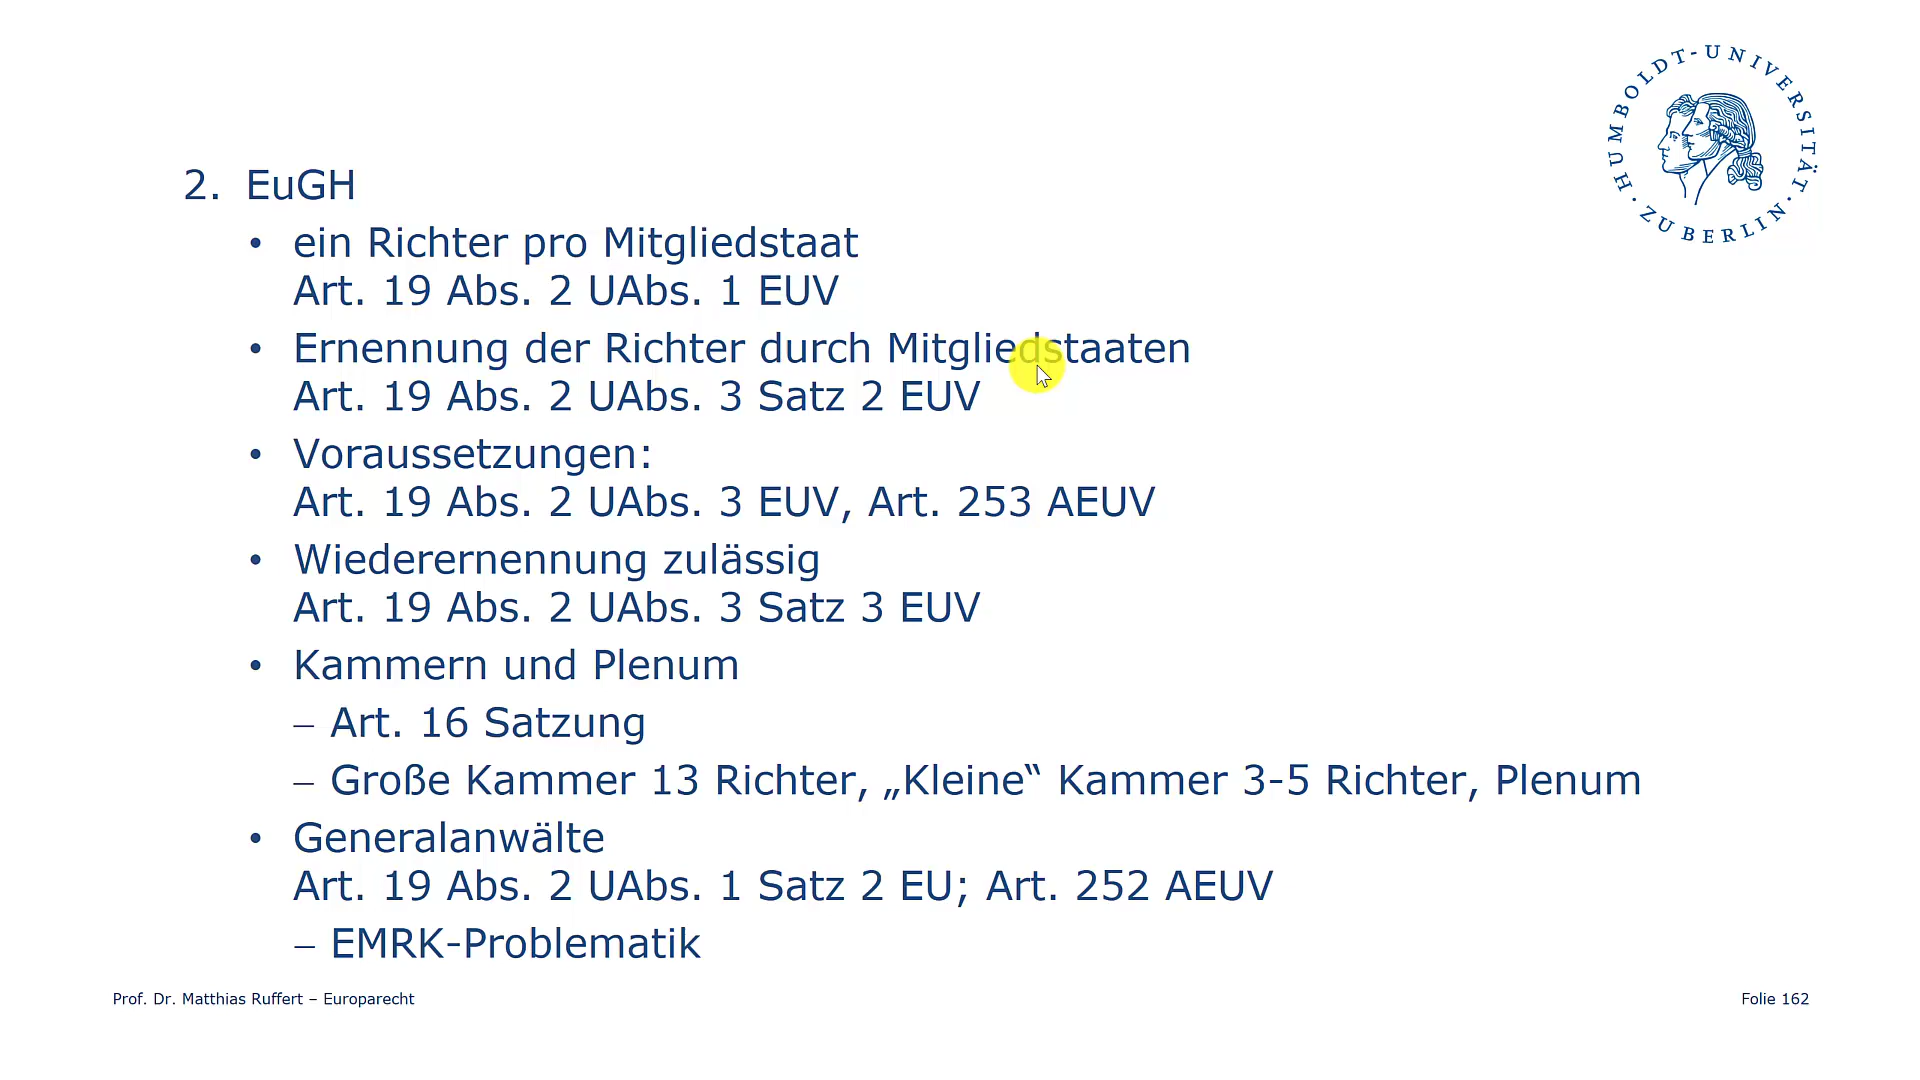 HUMBOLDT-UNIVERSITÄT · ZU BERLIN ·
2. EuGH
• ein Richter pro Mitgliedstaat
Art. 19 Abs. 2 UAbs. 1 EUV
• Ernennung der Richter durch Mitgliedstaaten
Art. 19 Abs. 2 UAbs. 3 Satz 2 EUV
• Voraussetzungen:
Art. 19 Abs. 2 UAbs. 3 EUV, Art. 253 AEUV
• Wiederernennung zulässig
Art. 19 Abs. 2 UAbs. 3 Satz 3 EUV
• Kammern und Plenum
– Art. 16 Satzung
– Große Kammer 13 Richter, „Kleine“ Kammer 3-5 Richter, Plenum
• Generalanwälte
Art. 19 Abs. 2 UAbs. 1 Satz 2 EU; Art. 252 AEUV
– EMRK-Problematik
Prof. Dr. Matthias Ruffert – Europarecht
Folie 162